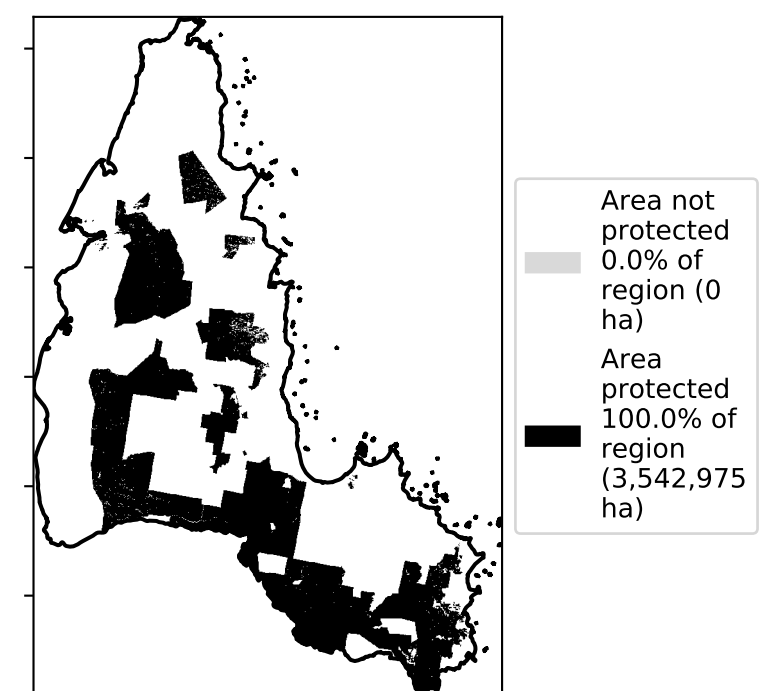 Area not
protected
0.0% of
region (0
ha)
Area
protected
100.0% of
region
(3,542,975
ha)